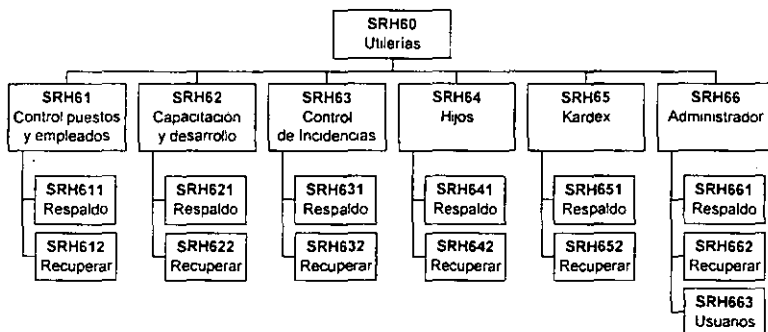 SRH60
Utilerías
SRH61
Control puestos
y empleados
SRH62
Capacitación
y desarrollo
SRH63
Control
de Incidencias
SRH64
Hijos
SRH65
Kardex
SRH66
Administrador
SRH611
Respaldo
SRH621
Respaldo
SRH631
Respaldo
SRH641
Respaldo
SRH651
Respaldo
SRH661
Respaldo
SRH612
Recuperar
SRH622
Recuperar
SRH632
Recuperar
SRH642
Recuperar
SRH652
Recuperar
SRH662
Recuperar
SRH663
Usuarios